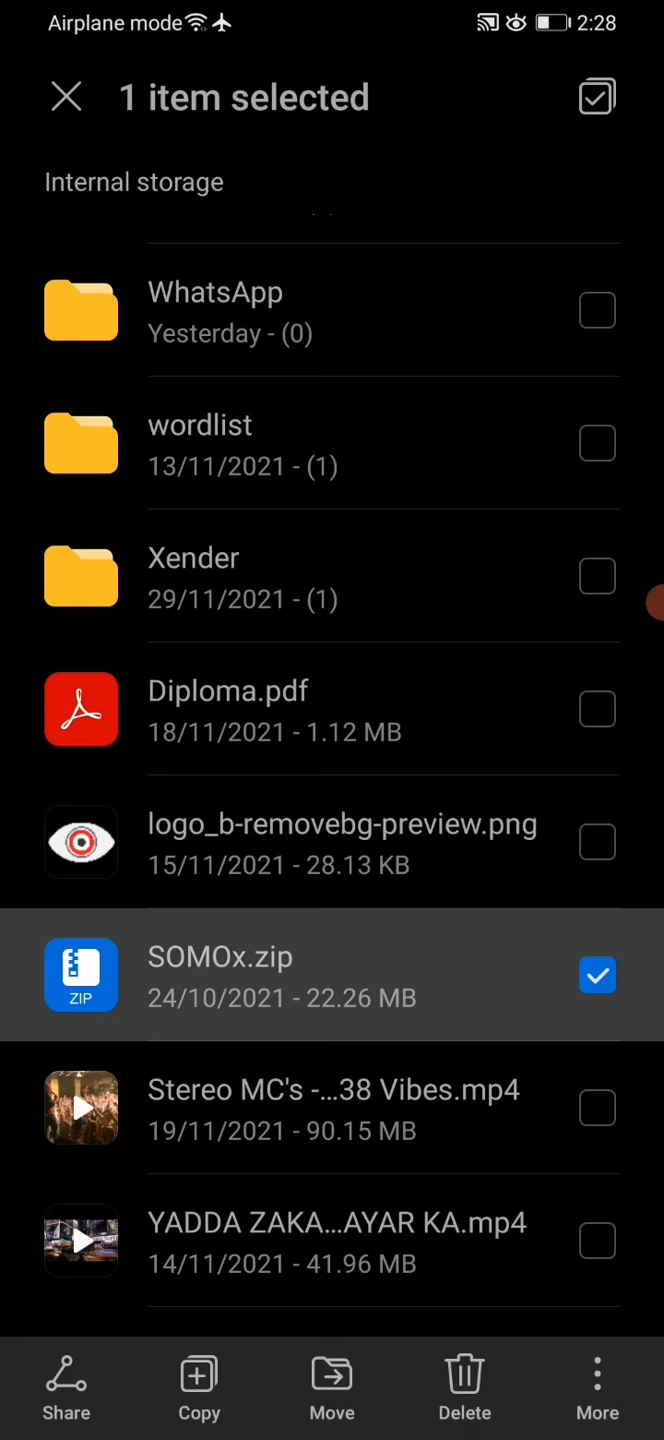 Airplane mode 2:28
1 item selected
Internal storage
WhatsApp
Yesterday - (0)
wordlist
13/11/2021 - (1)
Xender
29/11/2021 - (1)
Diploma.pdf
18/11/2021 - 1.12 MB
logo_b-removebg-preview.png
15/11/2021 - 28.13 KB
SOMOx.zip
ZIP
24/10/2021 - 22.26 MB
Stereo MC's -...38 Vibes.mp4
19/11/2021 - 90.15 MB
YADDA ZAKA...AYAR KA.mp4
14/11/2021 - 41.96 MB
Share Copy Move Delete More